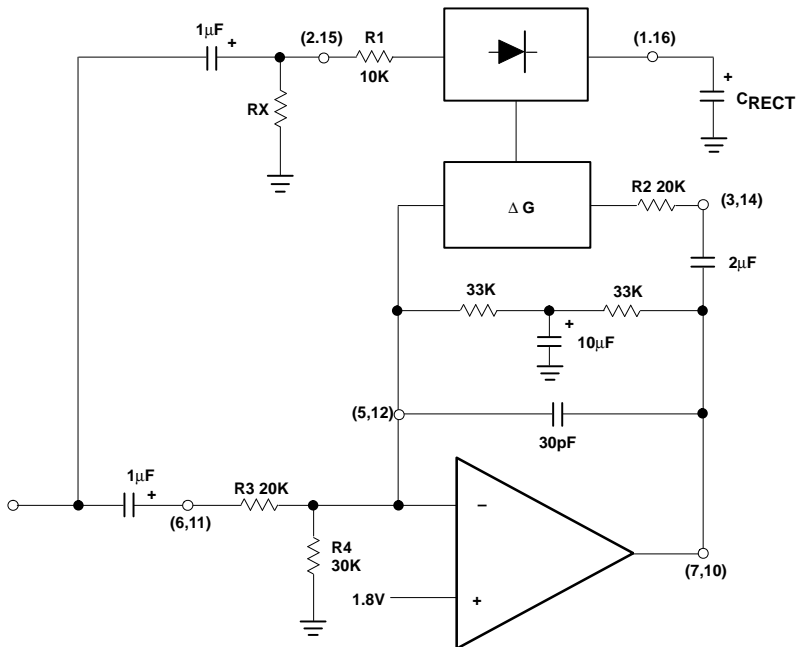 1μF
+
(2.15)
R1
10K
(1.16)
+
CRECT
RX
R2 20K
(3,14)
Δ G
2μF
33K
33K
+
10μF
(5,12)
30pF
1μF
+
R3 20K
(6,11)
−
R4
30K
(7,10)
1.8V
+